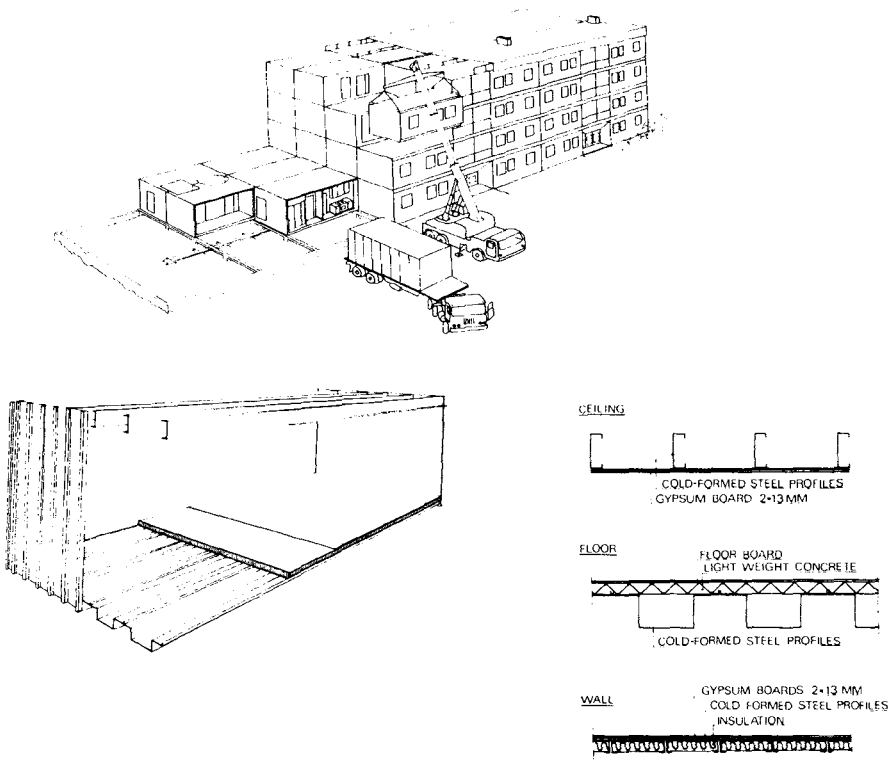 CEILING
COLD-FORMED STEEL PROFILES
GYPSUM BOARD 2×13 MM
FLOOR
FLOOR BOARD
LIGHT WEIGHT CONCRETE
COLD-FORMED STEEL PROFILES
WALL
GYPSUM BOARDS 2×13 MM
COLD FORMED STEEL PROFILES
INSULATION